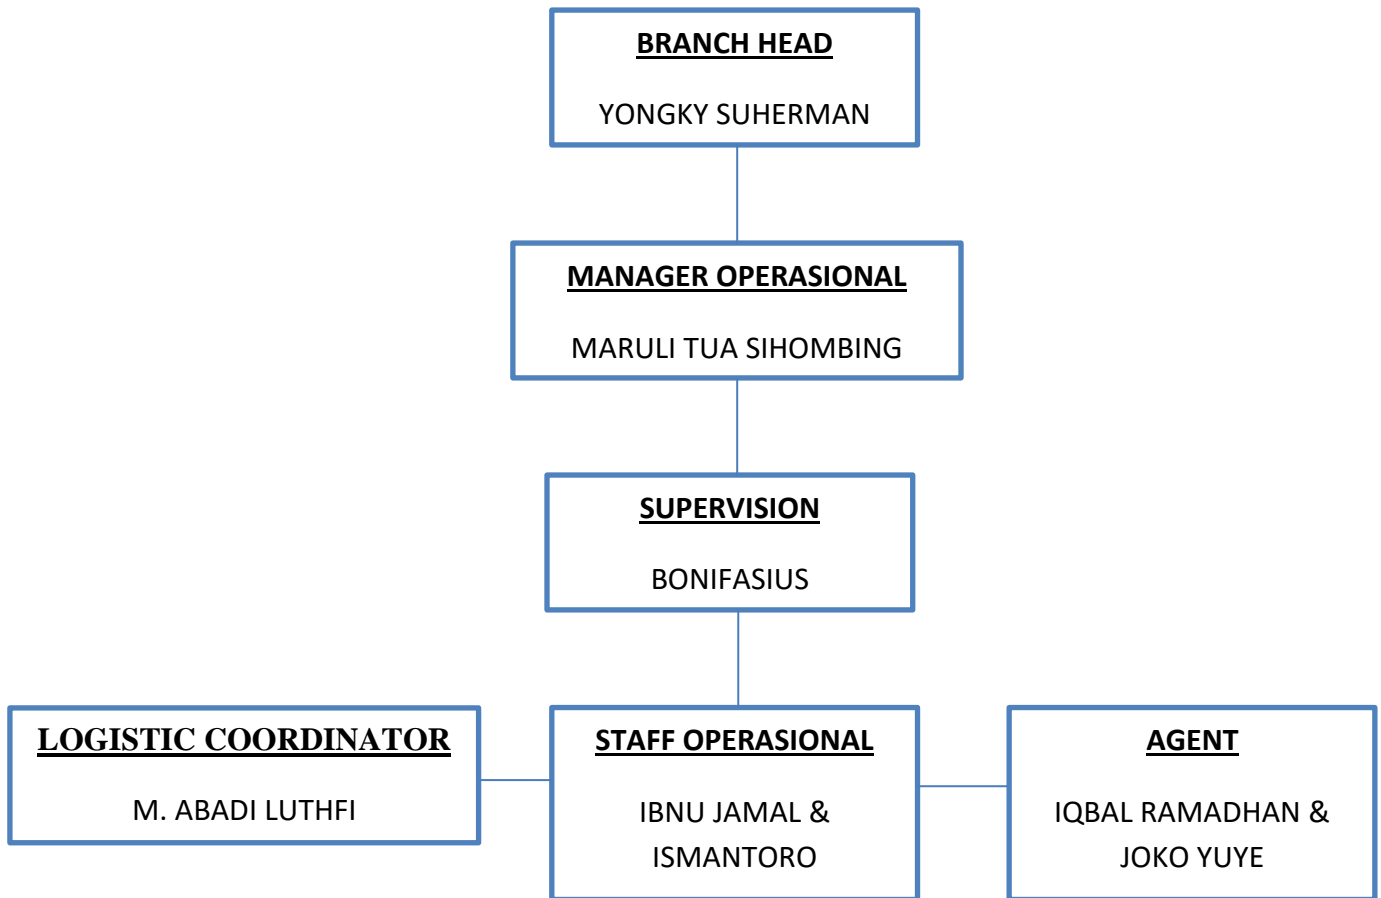 BRANCH HEAD
YONGKY SUHERMAN
MANAGER OPERASIONAL
MARULI TUA SIHOMBING
SUPERVISION
BONIFASIUS
LOGISTIC COORDINATOR
M. ABADI LUTHFI
STAFF OPERASIONAL
IBNU JAMAL &
ISMANTORO
AGENT
IQBAL RAMADHAN &
JOKO YUYE